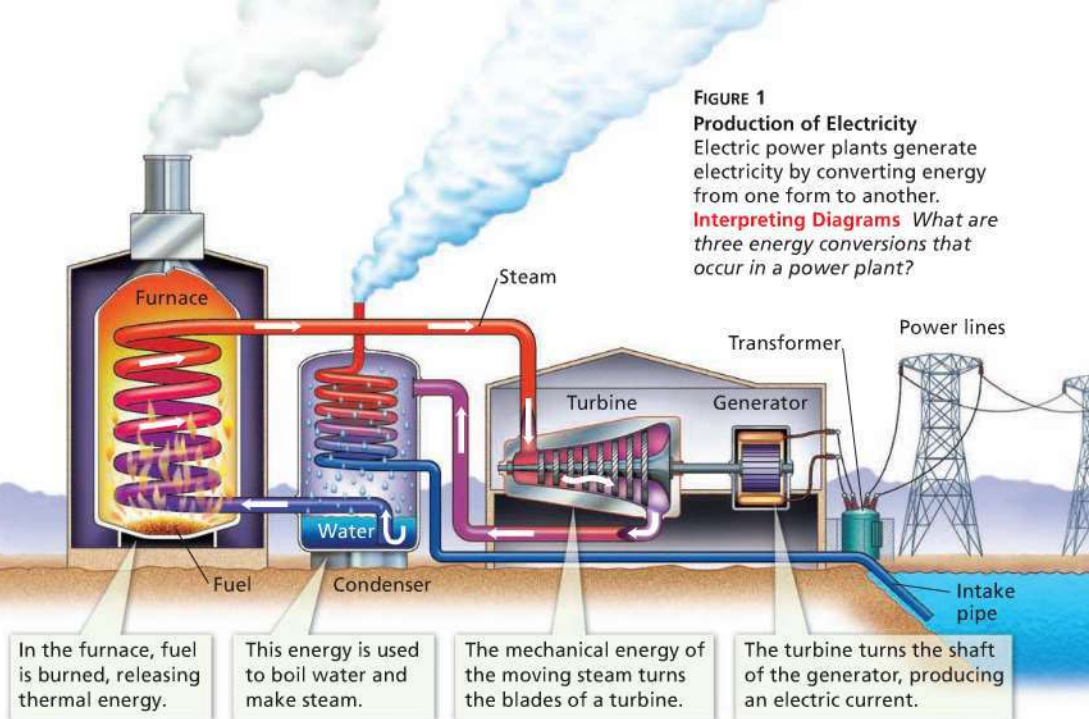 FIGURE 1
Production of Electricity
Electric power plants generate
electricity by converting energy
from one form to another.
Interpreting Diagrams What are
three energy conversions that
occur in a power plant?
Steam
Furnace
Power lines
Transformer
Turbine
Generator
Water
Fuel
Condenser
Intake
pipe
In the furnace, fuel
is burned, releasing
thermal energy.
This energy is used
to boil water and
make steam.
The mechanical energy of
the moving steam turns
the blades of a turbine.
The turbine turns the shaft
of the generator, producing
an electric current.